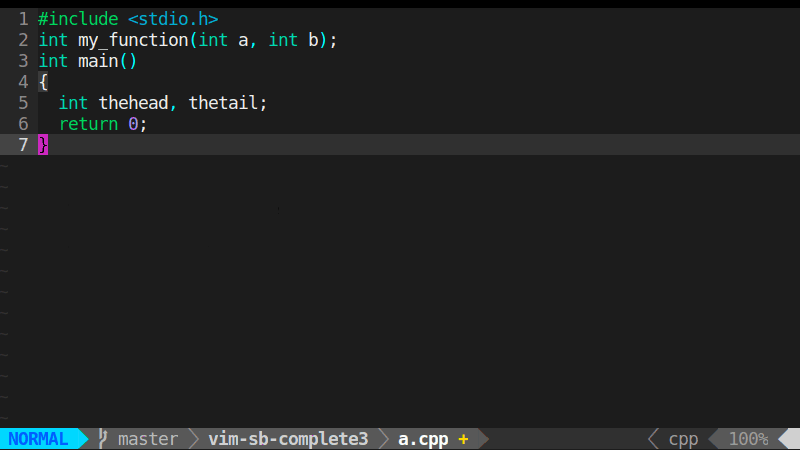 1 #include <stdio.h>
2 int my_function(int a, int b);
3 int main()
4 {
5   int thehead, thetail;
6   return 0;
7 }
~
~
~
~
~
~
~
~
~
~
~
~
~
NORMAL master vim-sb-complete3 a.cpp + cpp 100%